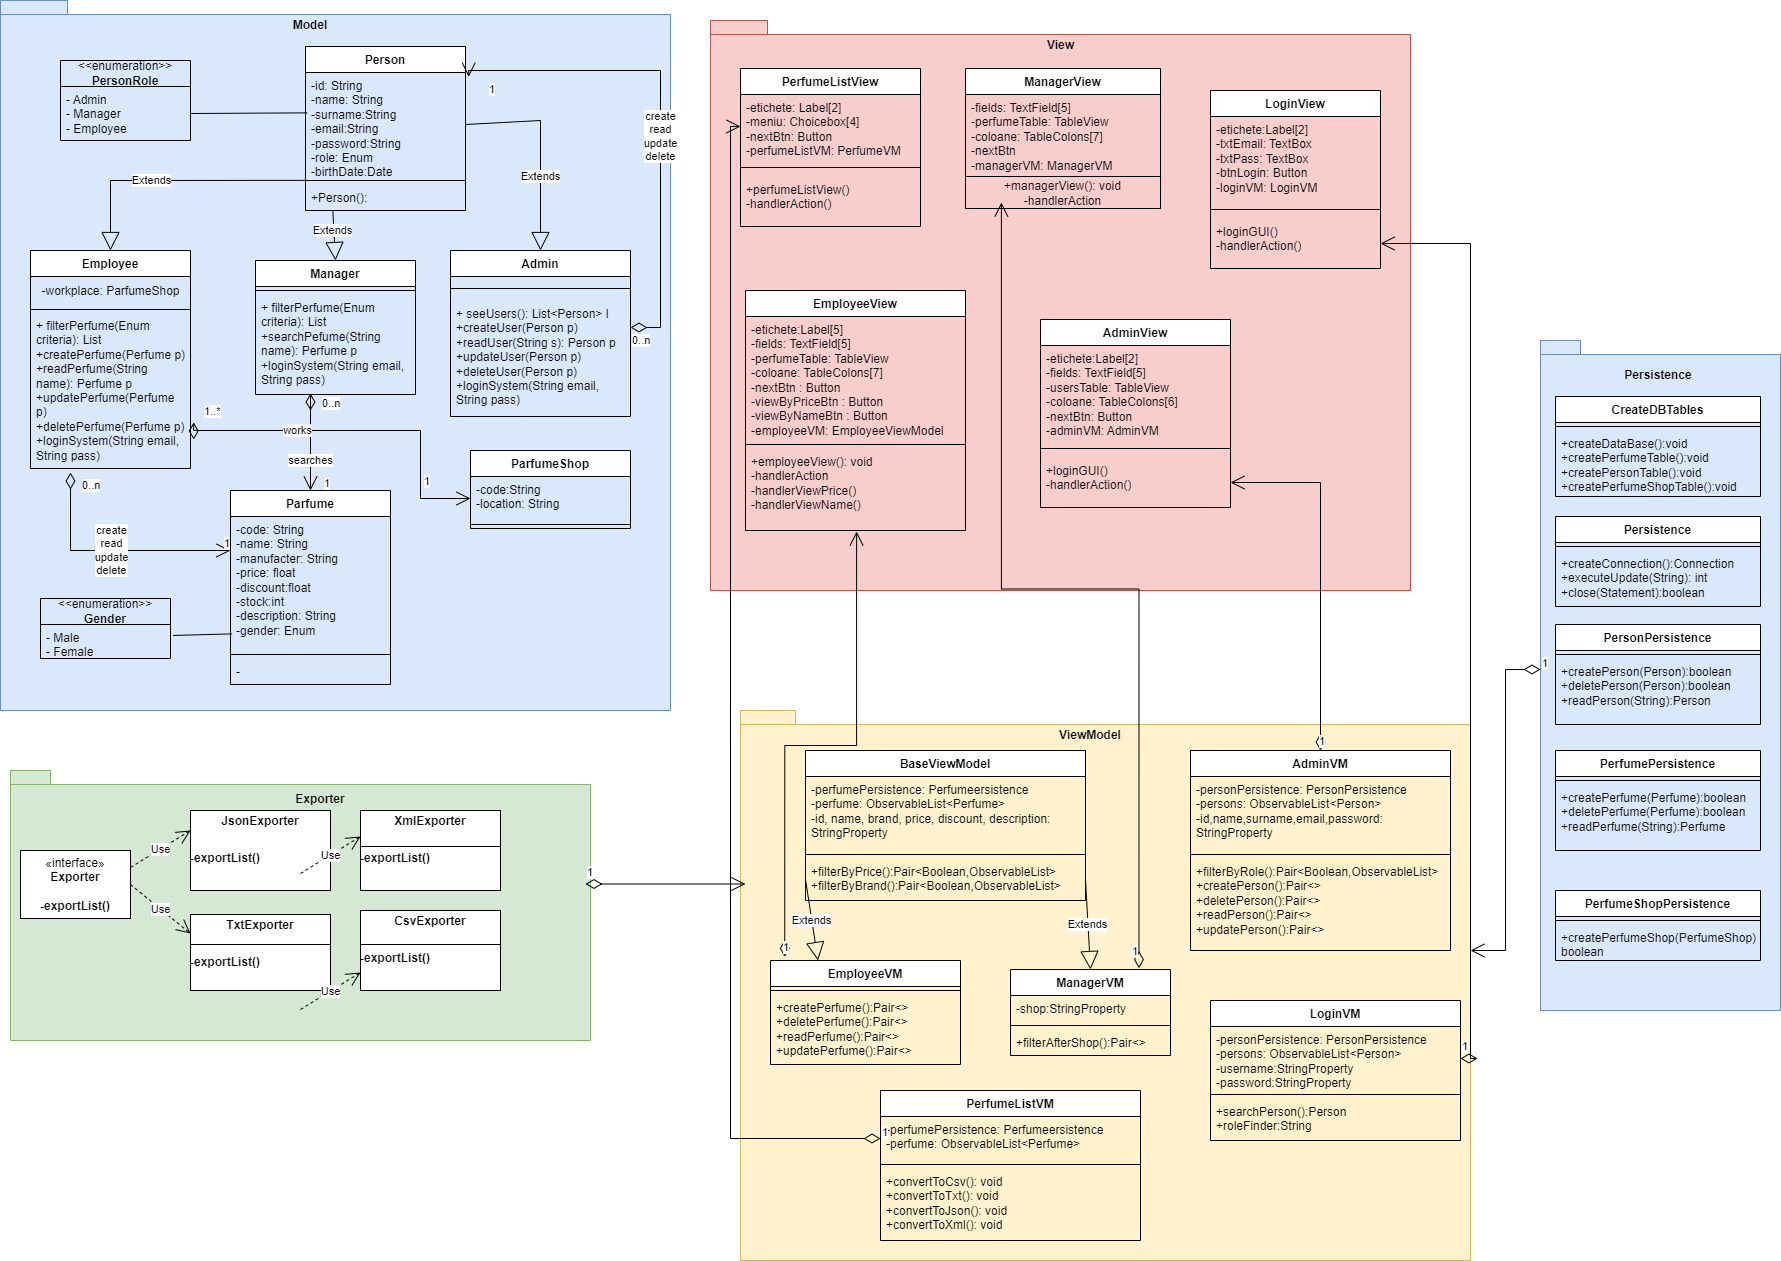 Model
<<enumeration>>
PersonRole
- Admin
- Manager
- Employee
Person
-id: String
-name: String
-surname:String
-email:String
-password:String
-role: Enum
-birthDate:Date
+Person():
1
create
read
update
delete
Extends
Extends
Extends
Employee
-workplace: ParfumeShop
+ filterPerfume(Enum
criteria): List
+createPerfume(Perfume p)
+readPerfume(String
name): Perfume p
+updatePerfume(Perfume
p)
+deletePerfume(Perfume p)
+loginSystem(String email,
String pass)
Manager
+ filterPerfume(Enum
criteria): List
+searchPefume(String
name): Perfume p
+loginSystem(String email,
String pass)
Admin
+ seeUsers(): List<Person> l
+createUser(Person p)
+readUser(String s): Person p
+updateUser(Person p)
+deleteUser(Person p)
+loginSystem(String email,
String pass)
0..n
0..n
1..*
works
searches
1
1
0..n
create
read
update
delete
1
ParfumeShop
-code:String
-location: String
Parfume
-code: String
-name: String
-manufacter: String
-price: float
-discount:float
-stock:int
-description: String
-gender: Enum
-
<<enumeration>>
Gender
- Male
- Female
View
PerfumeListView
-etichete: Label[2]
-meniu: Choicebox[4]
-nextBtn: Button
-perfumeListVM: PerfumeVM
+perfumeListView()
-handlerAction()
ManagerView
-fields: TextField[5]
-perfumeTable: TableView
-coloane: TableColons[7]
-nextBtn
-managerVM: ManagerVM
+managerView(): void
-handlerAction
LoginView
-etichete:Label[2]
-txtEmail: TextBox
-txtPass: TextBox
-btnLogin: Button
-loginVM: LoginVM
+loginGUI()
-handlerAction()
EmployeeView
-etichete:Label[5]
-fields: TextField[5]
-perfumeTable: TableView
-coloane: TableColons[7]
-nextBtn : Button
-viewByPriceBtn : Button
-viewByNameBtn : Button
-employeeVM: EmployeeViewModel
+employeeView(): void
-handlerAction
-handlerViewPrice()
-handlerViewName()
AdminView
-etichete:Label[2]
-fields: TextField[5]
-usersTable: TableView
-coloane: TableColons[6]
-nextBtn: Button
-adminVM: AdminVM
+loginGUI()
-handlerAction()
Persistence
CreateDBTables
+createDataBase():void
+createPerfumeTable():void
+createPersonTable():void
+createPerfumeShopTable():void
Persistence
+createConnection():Connection
+executeUpdate(String): int
+close(Statement):boolean
PersonPersistence
+createPerson(Person):boolean
+deletePerson(Person):boolean
+readPerson(String):Person
1
PerfumePersistence
+createPerfume(Perfume):boolean
+deletePerfume(Perfume):boolean
+readPerfume(String):Perfume
PerfumeShopPersistence
+createPerfumeShop(PerfumeShop)
boolean
Exporter
«interface»
Exporter
-exportList()
Use
Use
JsonExporter
-exportList()
Use
XmlExporter
-exportList()
TxtExporter
-exportList()
Use
CsvExporter
-exportList()
1
ViewModel
BaseViewModel
-perfumePersistence: Perfumeersistence
-perfume: ObservableList<Perfume>
-id, name, brand, price, discount, description:
StringProperty
+filterByPrice():Pair<Boolean,ObservableList>
+filterByBrand():Pair<Boolean,ObservableList>
Extends
Extends
1
1
1
AdminVM
-personPersistence: PersonPersistence
-persons: ObservableList<Person>
-id,name,surname,email,password:
StringProperty
+filterByRole():Pair<Boolean,ObservableList>
+createPerson():Pair<>
+deletePerson():Pair<>
+readPerson():Pair<>
+updatePerson():Pair<>
EmployeeVM
+createPerfume():Pair<>
+deletePerfume():Pair<>
+readPerfume():Pair<>
+updatePerfume():Pair<>
ManagerVM
-shop:StringProperty
+filterAfterShop():Pair<>
LoginVM
-personPersistence: PersonPersistence
-persons: ObservableList<Person>
-username:StringProperty
-password:StringProperty
+searchPerson():Person
+roleFinder:String
1
PerfumeListVM
1
-perfumePersistence: Perfumeersistence
-perfume: ObservableList<Perfume>
+convertToCsv(): void
+convertToTxt(): void
+convertToJson(): void
+convertToXml(): void